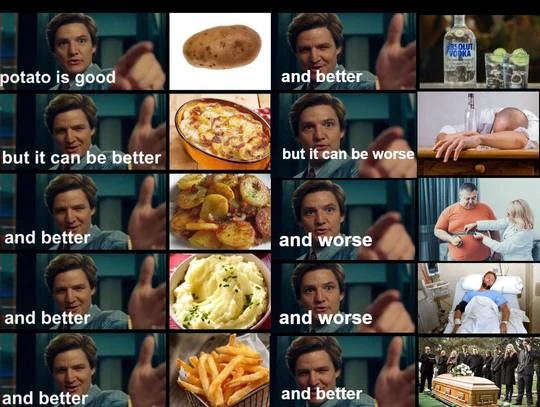 potato is good
but it can be better
and better
and better
and better
and better
ABSOLUT
VODKA
but it can be worse
and worse
and worse
and better